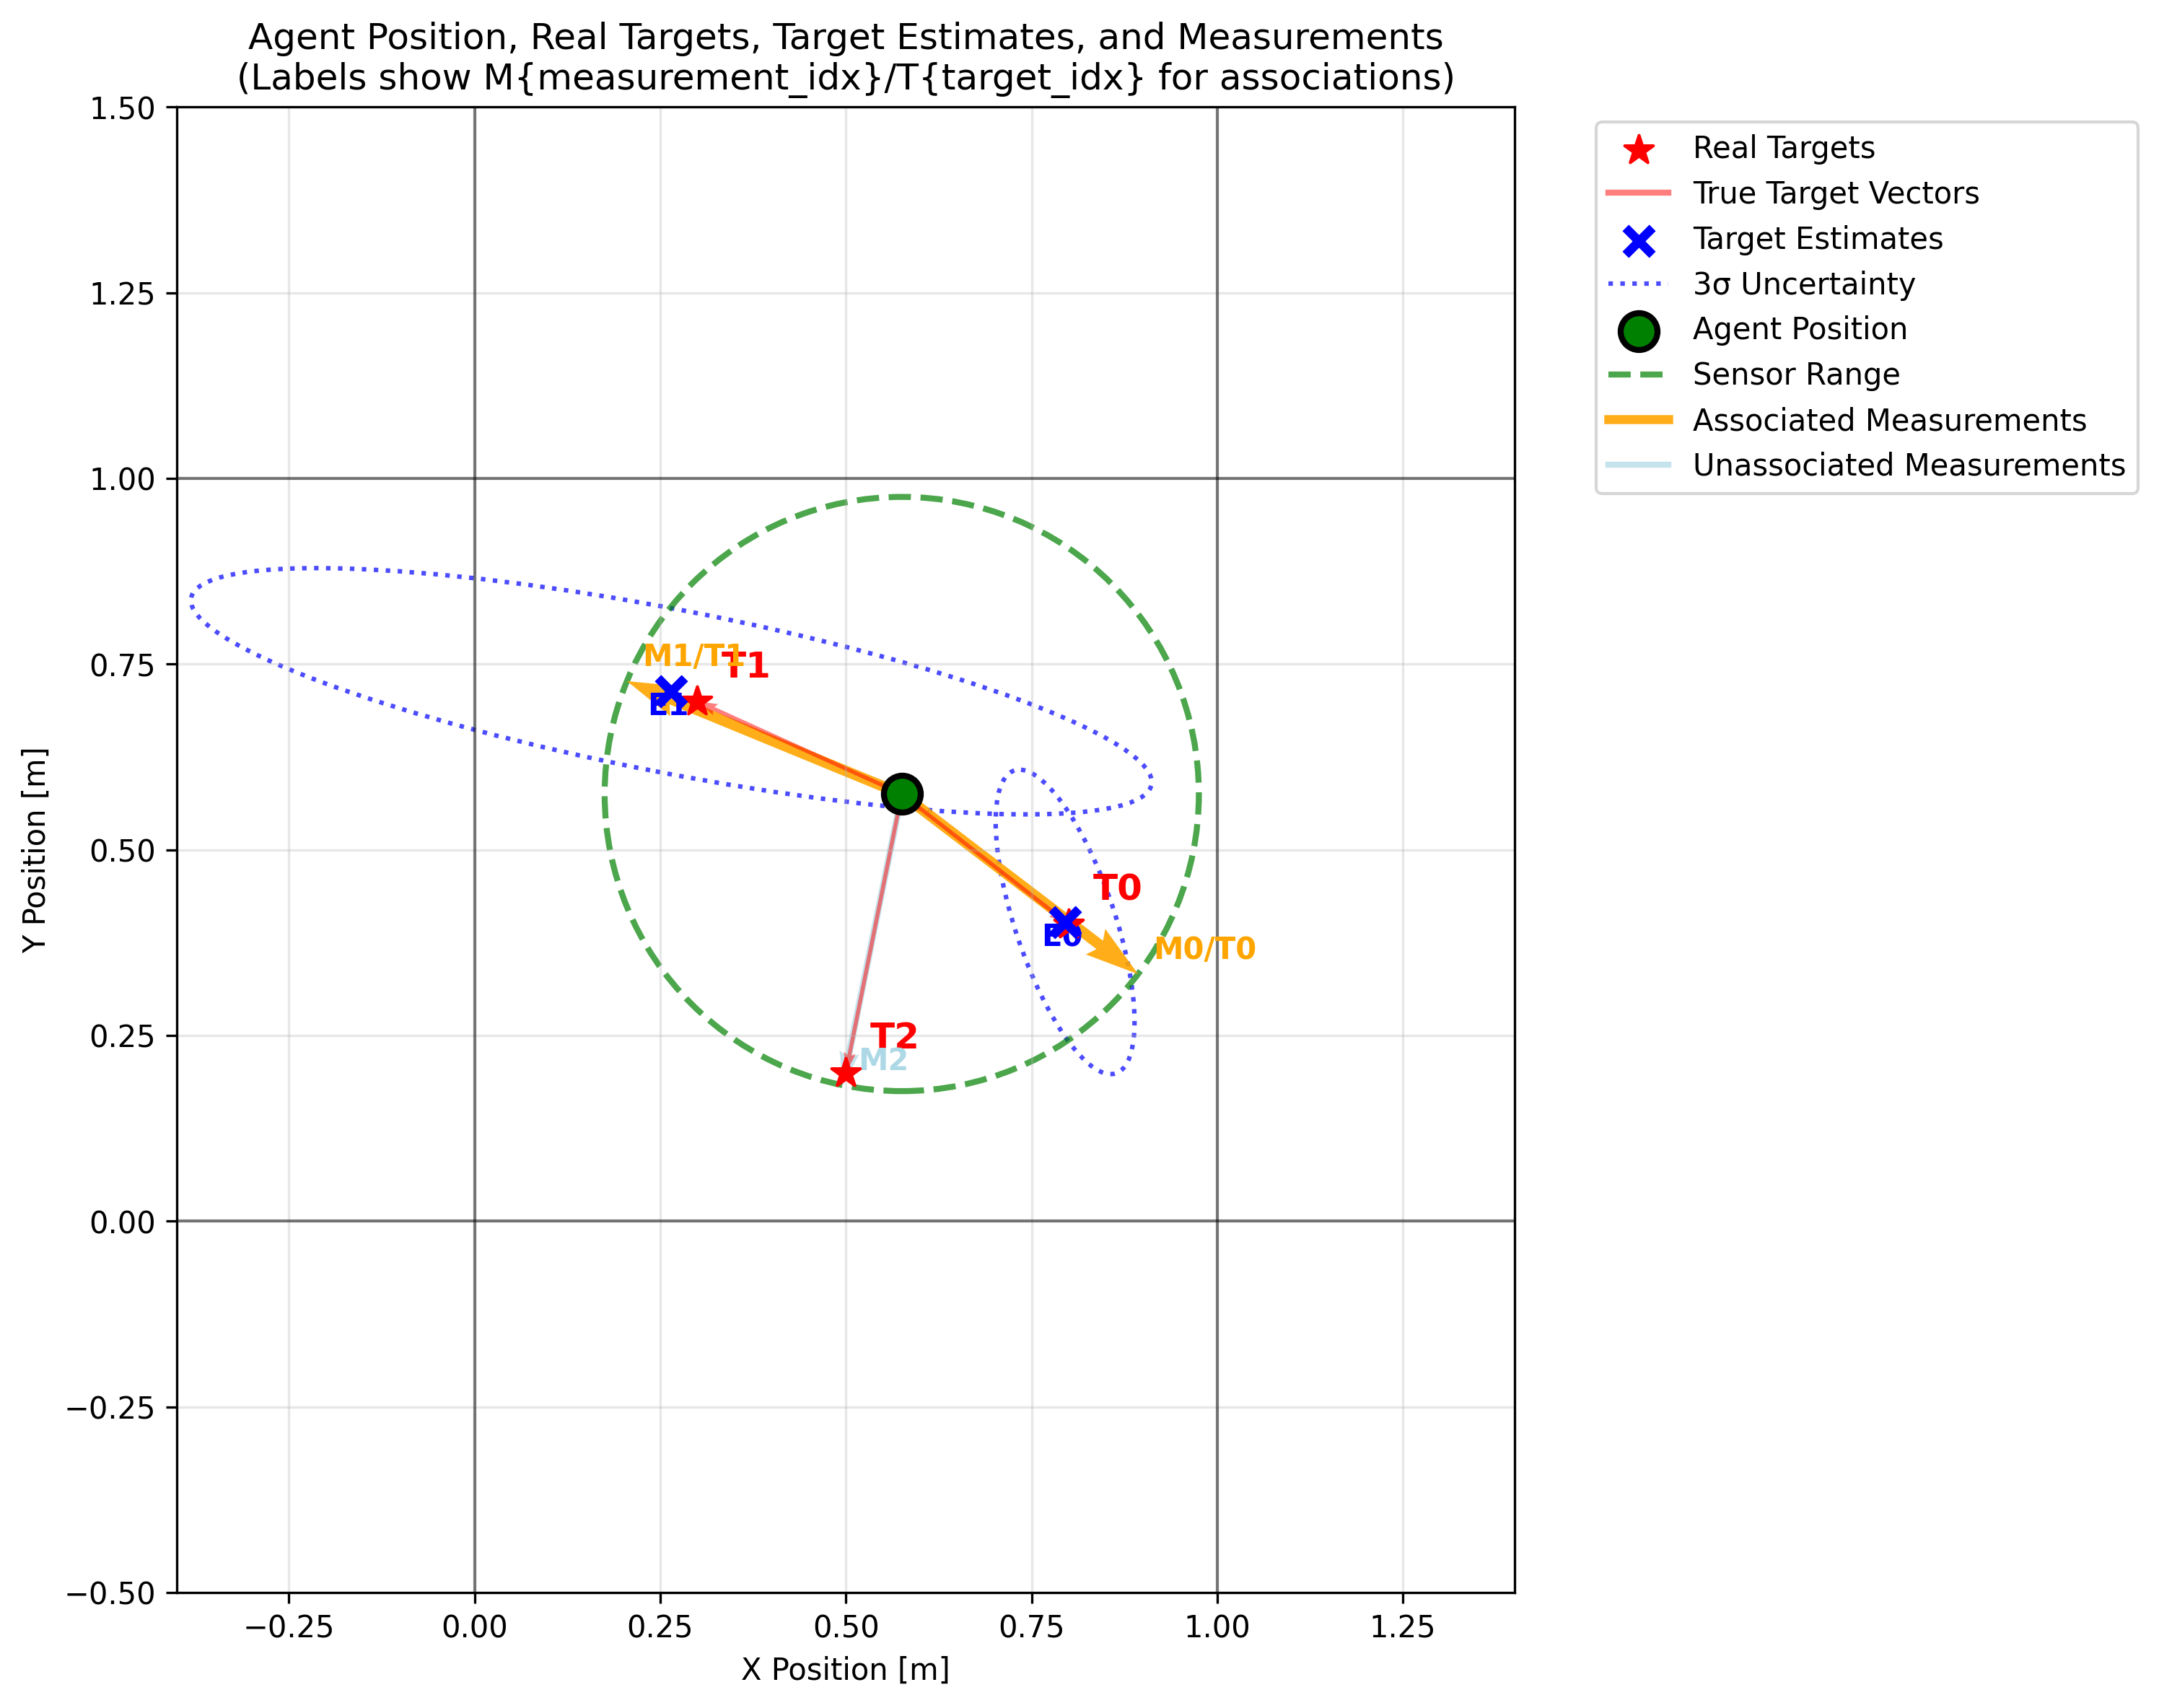 Agent Position, Real Targets, Target Estimates, and Measurements
(Labels show M{measurement_idx}/T{target_idx} for associations)
Real Targets
True Target Vectors
Target Estimates
3σ Uncertainty
Agent Position
Sensor Range
Associated Measurements
Unassociated Measurements
1.50
1.25
1.00
0.75
0.50
0.25
0.00
−0.25
−0.50
Y Position [m]
M1/T1
T1
E1
T0
E0
M0/T0
T2
M2
−0.25
0.00
0.25
0.50
0.75
1.00
1.25
X Position [m]